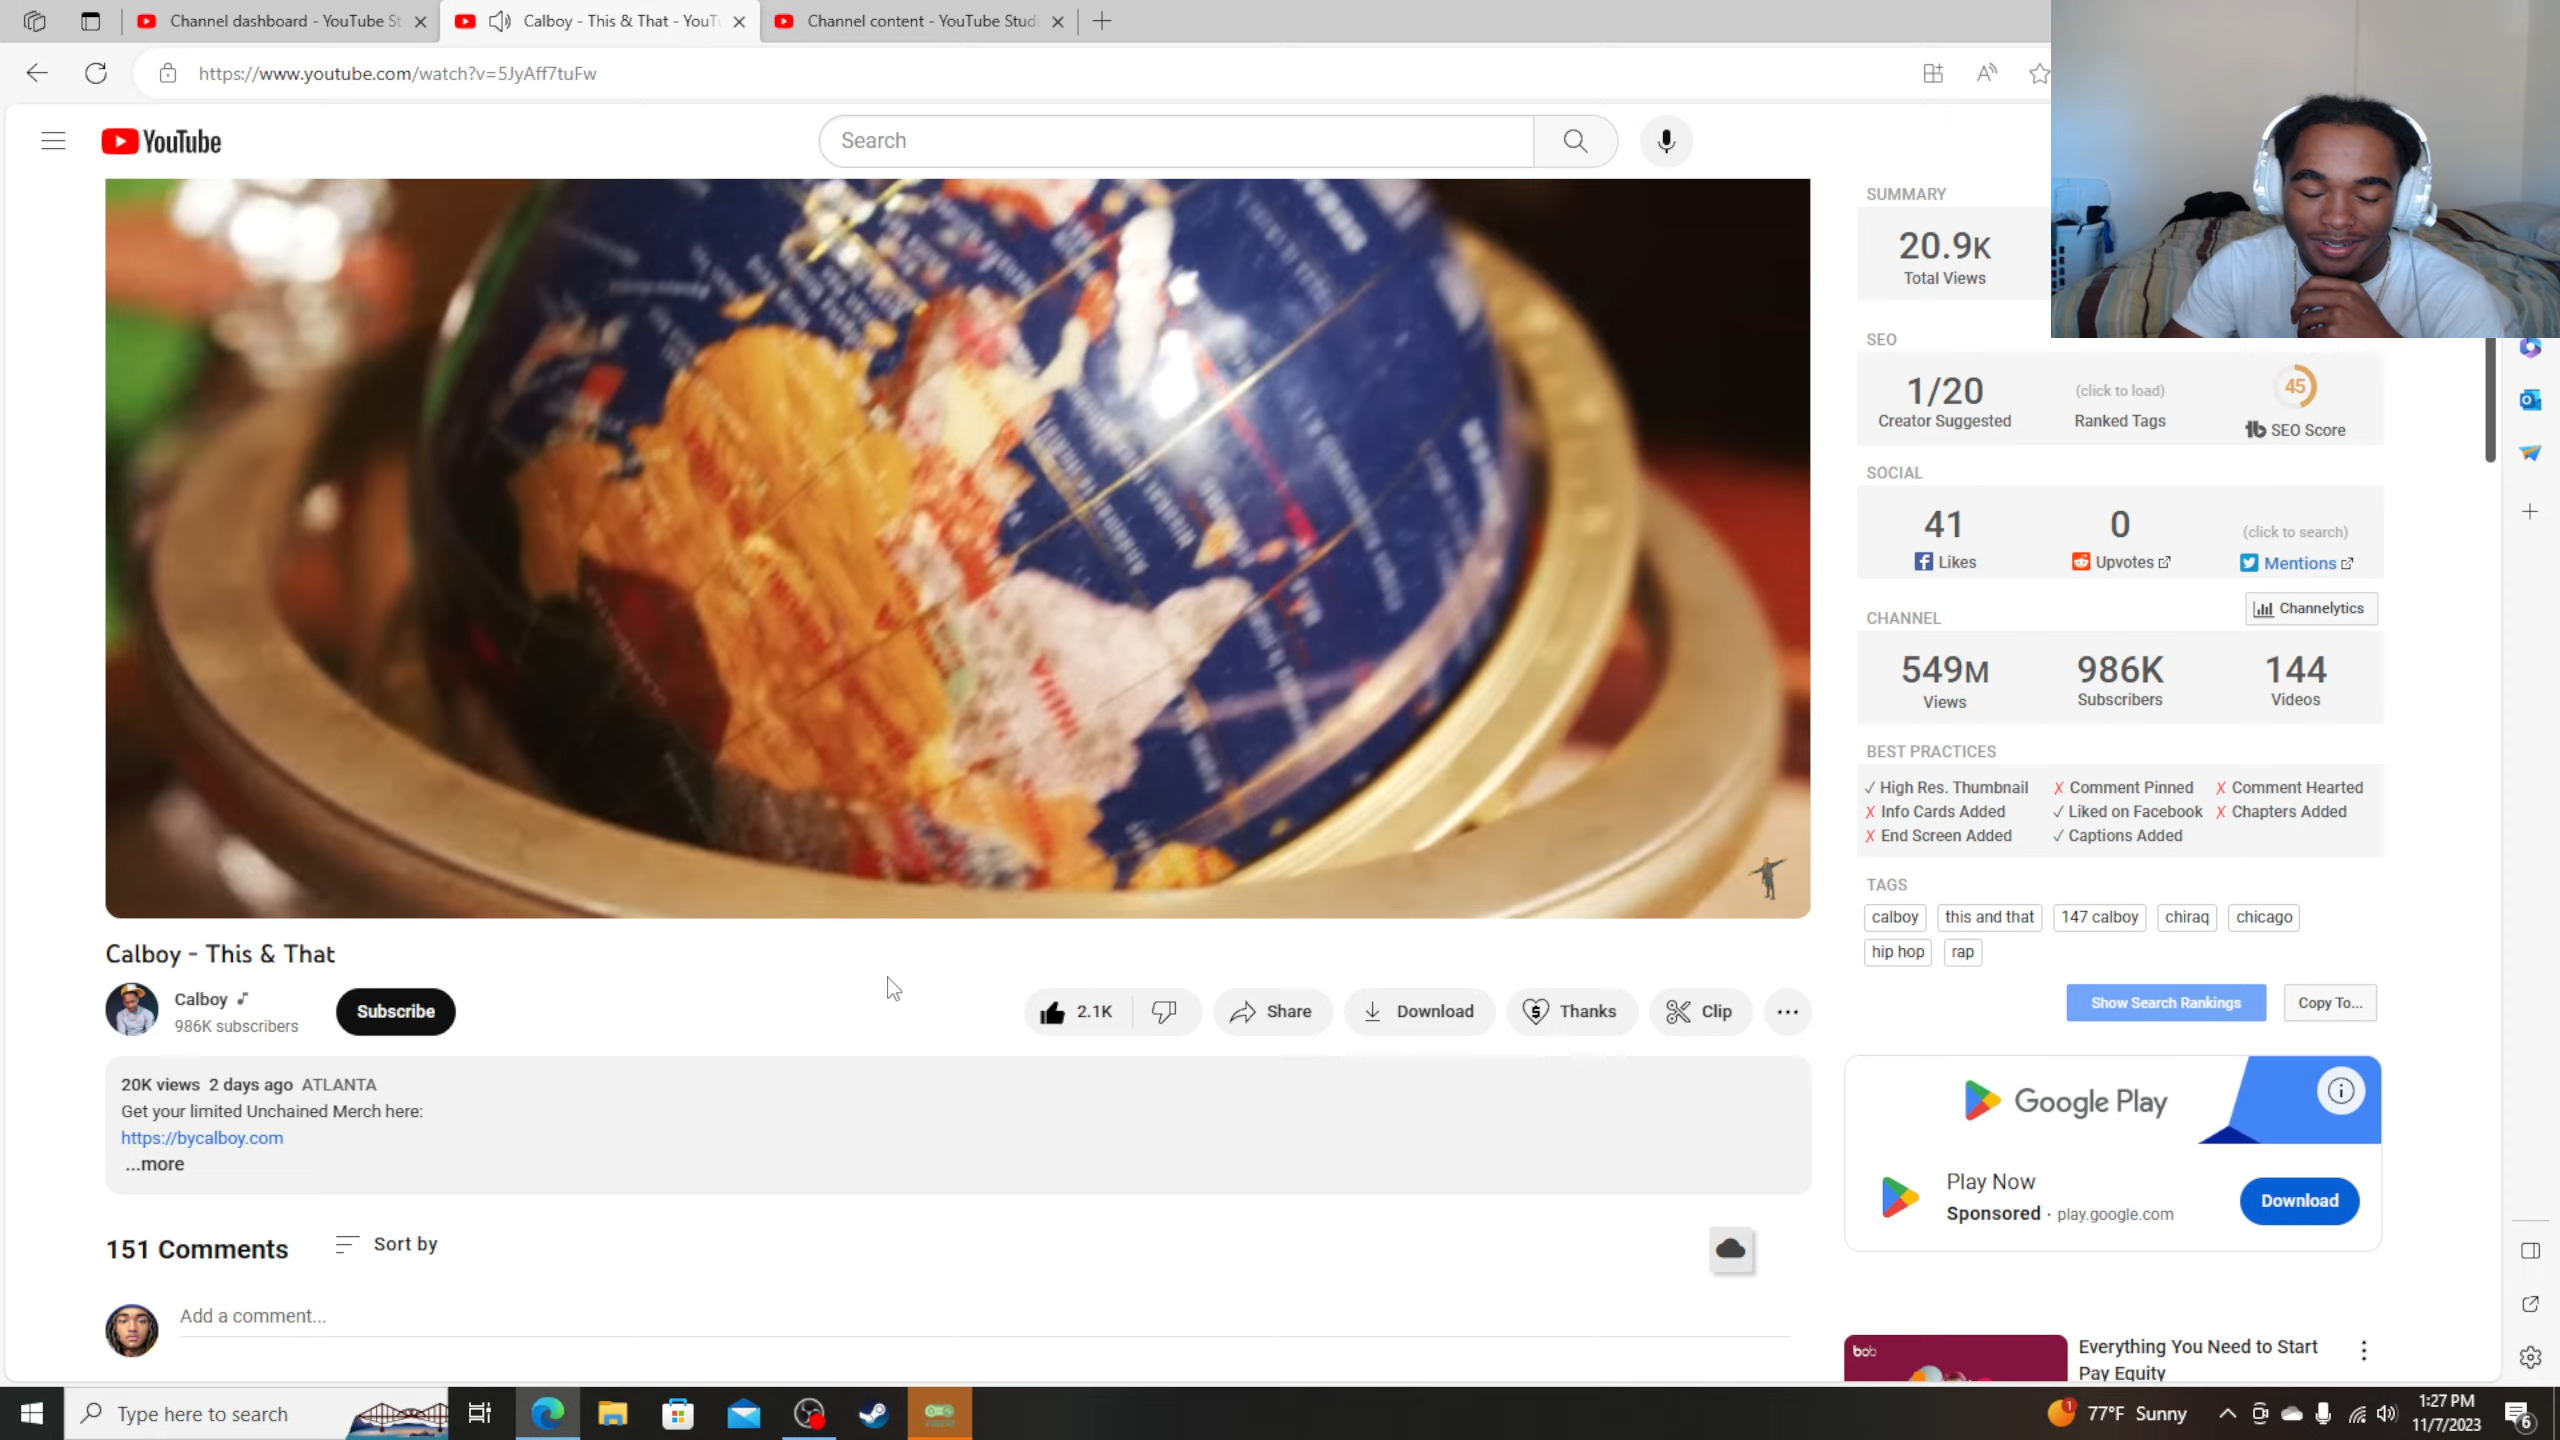 Channel dashboard - YouTube St
Calboy - This & That - YouTu
Channel content - YouTube Studi
https://www.youtube.com/watch?v=5JyAff7tuFw
YouTube
Search
SUMMARY
20.9K
Total Views
SEO
1/20
Creator Suggested
(click to load)
Ranked Tags
45
tb SEO Score
SOCIAL
41
Likes
0
Upvotes
(click to search)
Mentions
CHANNEL
Channelytics
549M
Views
986K
Subscribers
144
Videos
BEST PRACTICES
✓ High Res. Thumbnail ✗ Comment Pinned ✗ Comment Hearted
✗ Info Cards Added ✓ Liked on Facebook ✗ Chapters Added
✗ End Screen Added ✓ Captions Added
TAGS
calboy this and that 147 calboy chiraq chicago
hip hop rap
Show Search Rankings Copy To...
Calboy - This & That
Calboy
986K subscribers
Subscribe
2.1K
Share
Download
Thanks
Clip
20K views 2 days ago ATLANTA
Get your limited Unchained Merch here:
https://bycalboy.com
...more
Google Play
Play Now
Sponsored · play.google.com
Download
151 Comments
Sort by
Add a comment...
bob
Everything You Need to Start
Pay Equity
Type here to search
1
77°F Sunny
1:27 PM
11/7/2023
6